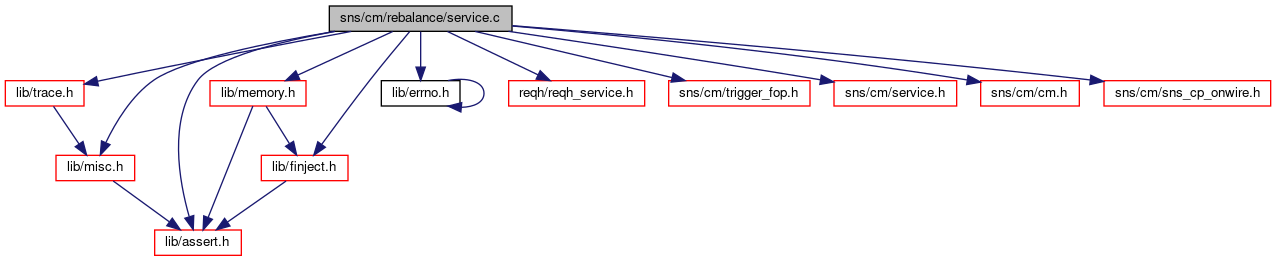 sns/cm/rebalance/service.c
lib/trace.h
lib/memory.h
lib/errno.h
reqh/reqh_service.h
sns/cm/trigger_fop.h
sns/cm/service.h
sns/cm/cm.h
sns/cm/sns_cp_onwire.h
lib/misc.h
lib/finject.h
lib/assert.h